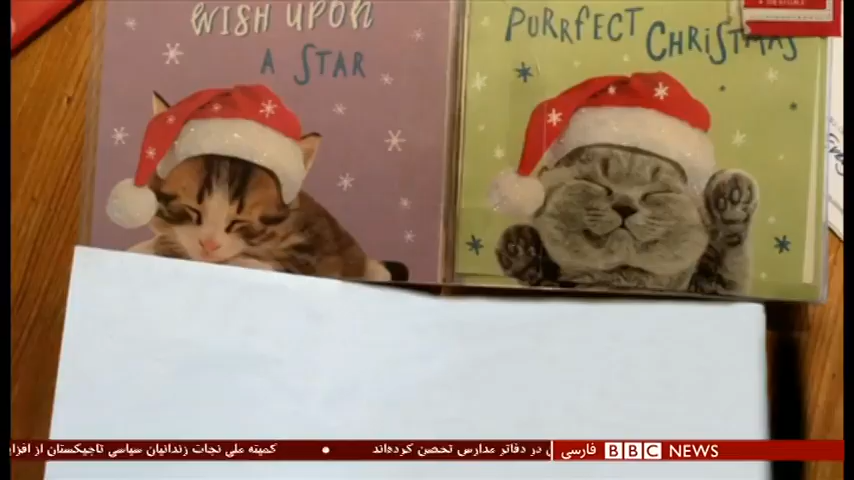 WISH UPON
A STAR
PURRFECT CHRISTMAS
کمیته ملی نجات زندانیان سیاسی تاجیکستان از
در دفاتر مدارس تحصن کرده‌اند
BBC NEWS فارسی